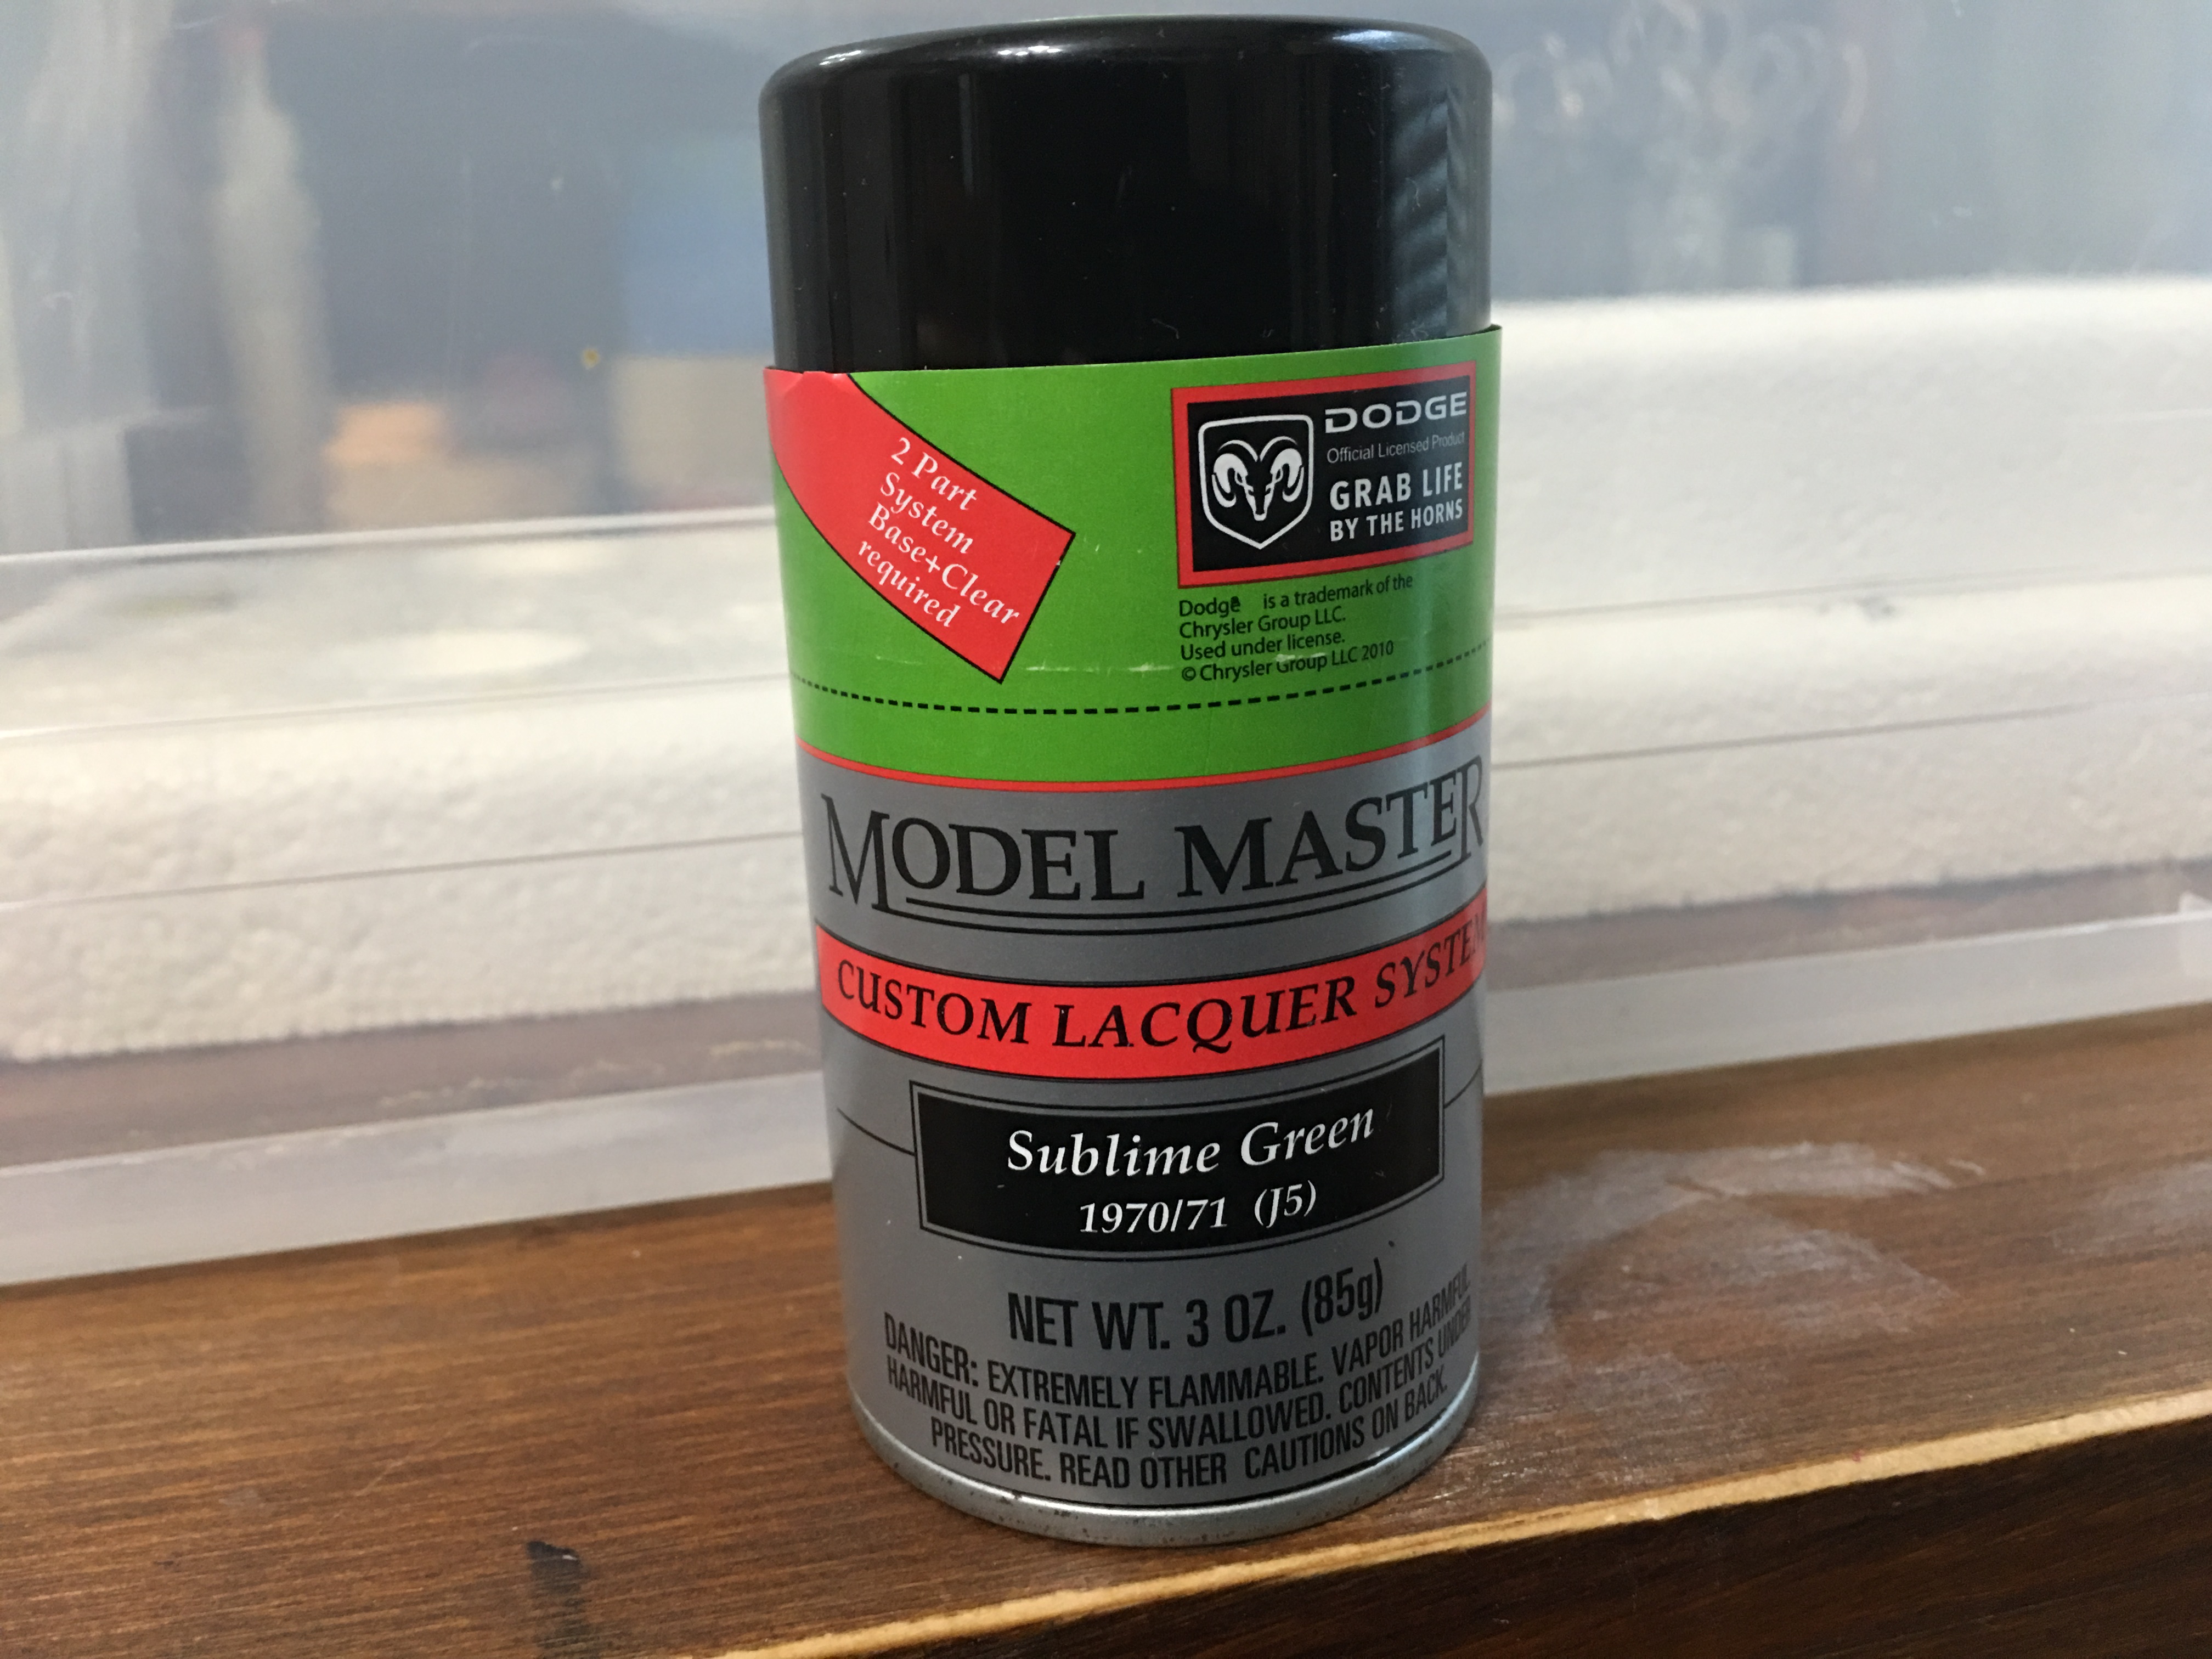 2 Part
System
Base+Clear
required
DODGE
Official Licensed Product
GRAB LIFE
BY THE HORNS
Dodge is a trademark of the
Chrysler Group LLC.
Used under license.
© Chrysler Group LLC 2010
MODEL MASTER
CUSTOM LACQUER SYSTEM
Sublime Green
1970/71 (J5)
NET WT. 3 OZ. (85g)
DANGER: EXTREMELY FLAMMABLE. VAPOR HARMFUL.
HARMFUL OR FATAL IF SWALLOWED. CONTENTS UNDER
PRESSURE. READ OTHER CAUTIONS ON BACK.